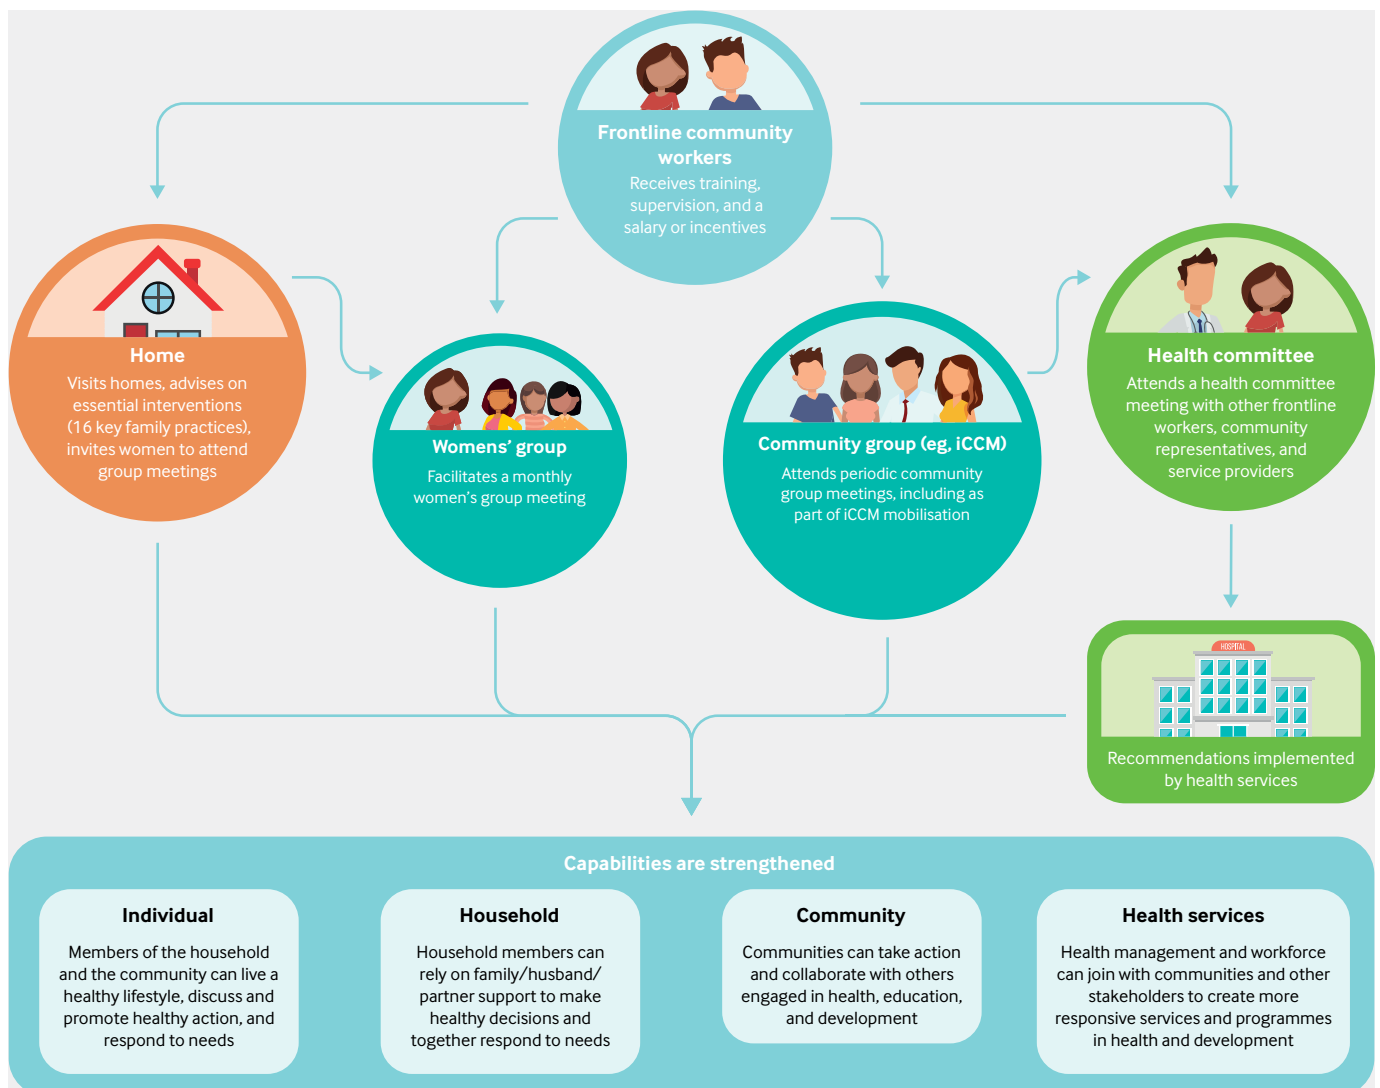 Frontline community
workers
Receives training,
supervision, and a
salary or incentives
Home
Visits homes, advises on
essential interventions
(16 key family practices),
invites women to attend
group meetings
Womens’ group
Facilitates a monthly
women’s group meeting
Community group (eg, iCCM)
Attends periodic community
group meetings, including as
part of iCCM mobilisation
Health committee
Attends a health committee
meeting with other frontline
workers, community
representatives, and
service providers
HOSPITAL
Recommendations implemented
by health services
Capabilities are strengthened
Individual
Members of the household
and the community can live a
healthy lifestyle, discuss and
promote healthy action, and
respond to needs
Household
Household members can
rely on family/husband/
partner support to make
healthy decisions and
together respond to needs
Community
Communities can take action
and collaborate with others
engaged in health, education,
and development
Health services
Health management and workforce
can join with communities and other
stakeholders to create more
responsive services and programmes
in health and development